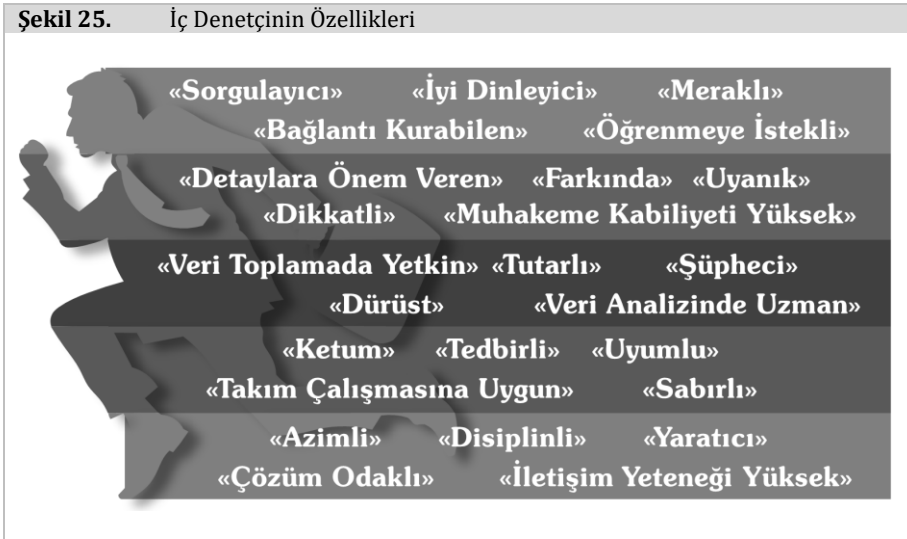 Şekil 25. İç Denetçinin Özellikleri
«Sorgulayıcı» «İyi Dinleyici» «Meraklı»
«Bağlantı Kurabilen» «Öğrenmeye İstekli»
«Detaylara Önem Veren» «Farkında» «Uyanık»
«Dikkatli» «Muhakeme Kabiliyeti Yüksek»
«Veri Toplamada Yetkin» «Tutarlı» «Şüpheci»
«Dürüst» «Veri Analizinde Uzman»
«Ketum» «Tedbirli» «Uyumlu»
«Takım Çalışmasına Uygun» «Sabırlı»
«Azimli» «Disiplinli» «Yaratıcı»
«Çözüm Odaklı» «İletişim Yeteneği Yüksek»